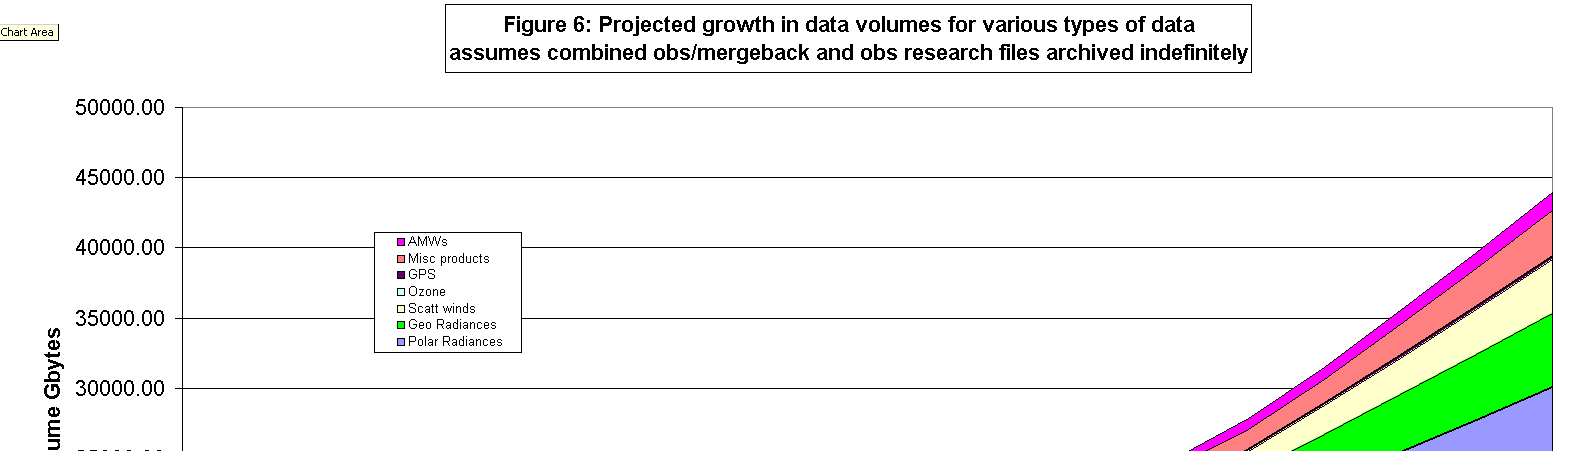 Figure 6: Projected growth in data volumes for various types of data
assumes combined obs/mergeback and obs research files archived indefinitely
Chart Area
50000.00
45000.00
40000.00
35000.00
30000.00
AMWs
Misc products
GPS
Ozone
Scatt winds
Geo Radiances
Polar Radiances
ume Gbytes